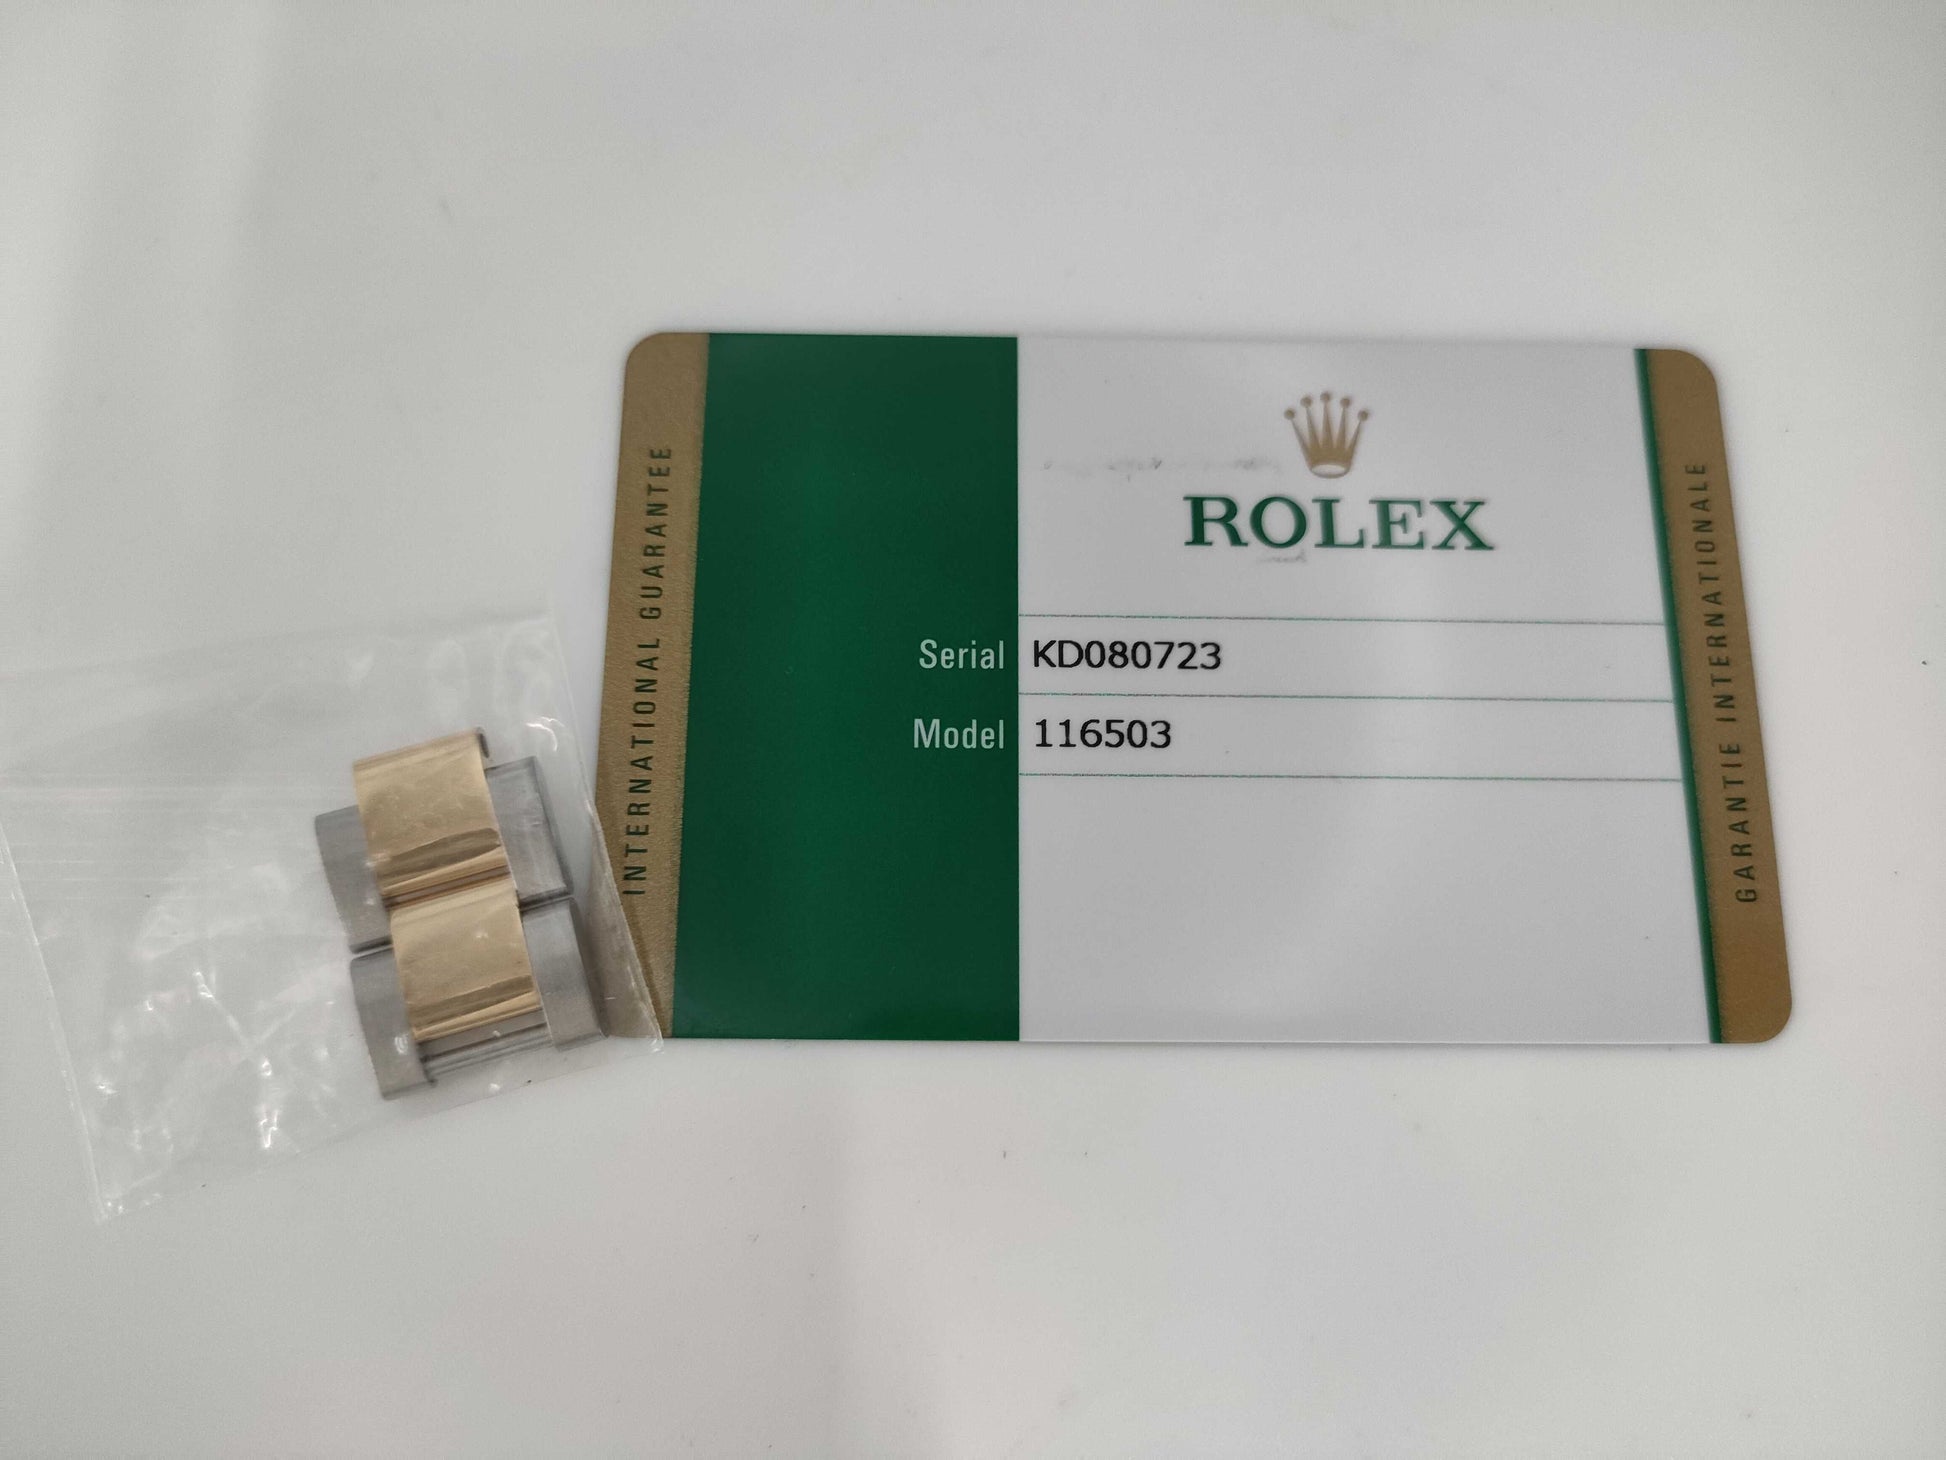 INTERNATIONAL GUARANTEE
ROLEX
Serial KD080723
Model 116503
GARANTIE INTERNATIONALE